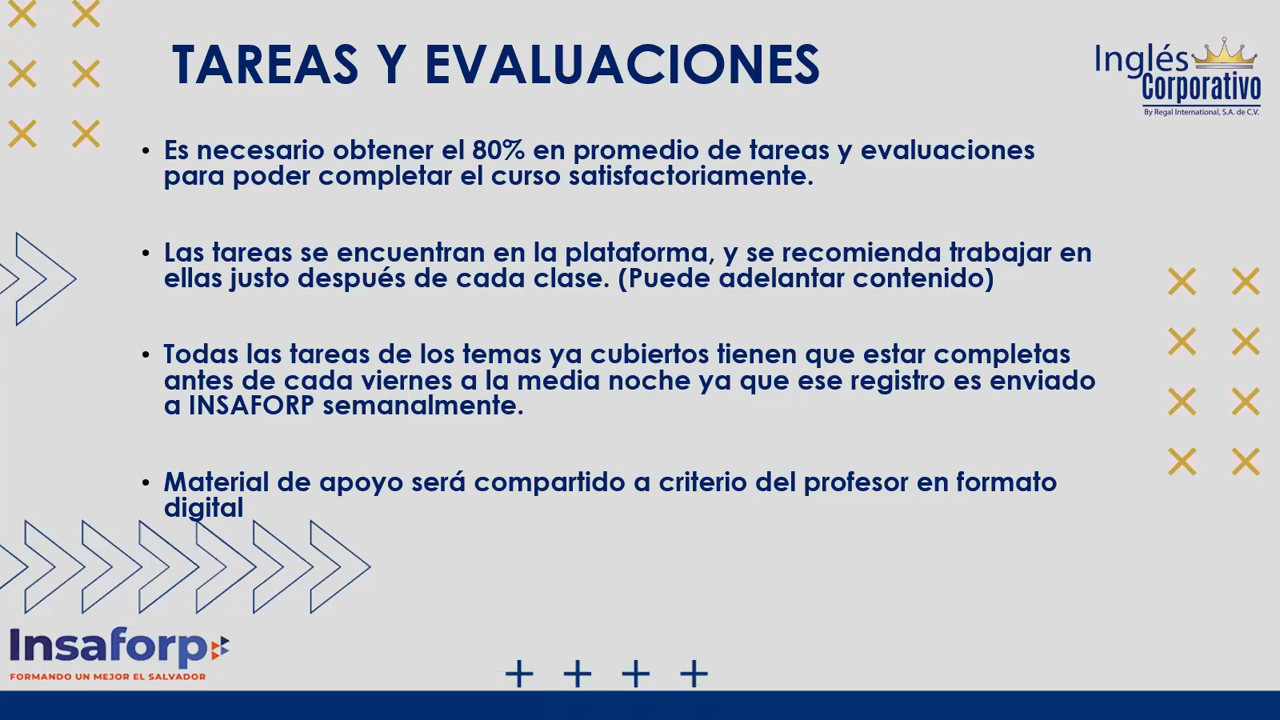 TAREAS Y EVALUACIONES
Inglés
Corporativo
By Regal International, S.A. de C.V.
• Es necesario obtener el 80% en promedio de tareas y evaluaciones
para poder completar el curso satisfactoriamente.
• Las tareas se encuentran en la plataforma, y se recomienda trabajar en
ellas justo después de cada clase. (Puede adelantar contenido)
• Todas las tareas de los temas ya cubiertos tienen que estar completas
antes de cada viernes a la media noche ya que ese registro es enviado
a INSAFORP semanalmente.
• Material de apoyo será compartido a criterio del profesor en formato
digital
Insaforp
FORMANDO UN MEJOR EL SALVADOR